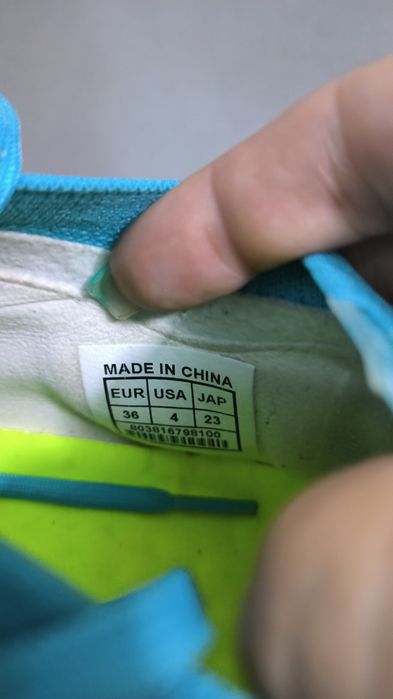 MADE IN CHINA
EUR USA JAP
36 4 23
803816798100